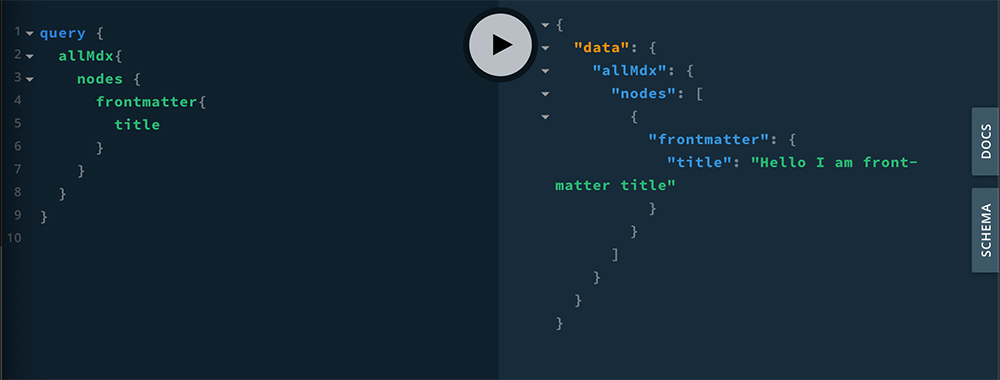 1 query {
2 allMdx{
3 nodes {
4 frontmatter{
5 title
6 }
7 }
8 }
9 }
10
{
"data": {
"allMdx": {
"nodes": [
{
"frontmatter": {
"title": "Hello I am front-
matter title"
}
}
]
}
}
}
DOCS
SCHEMA